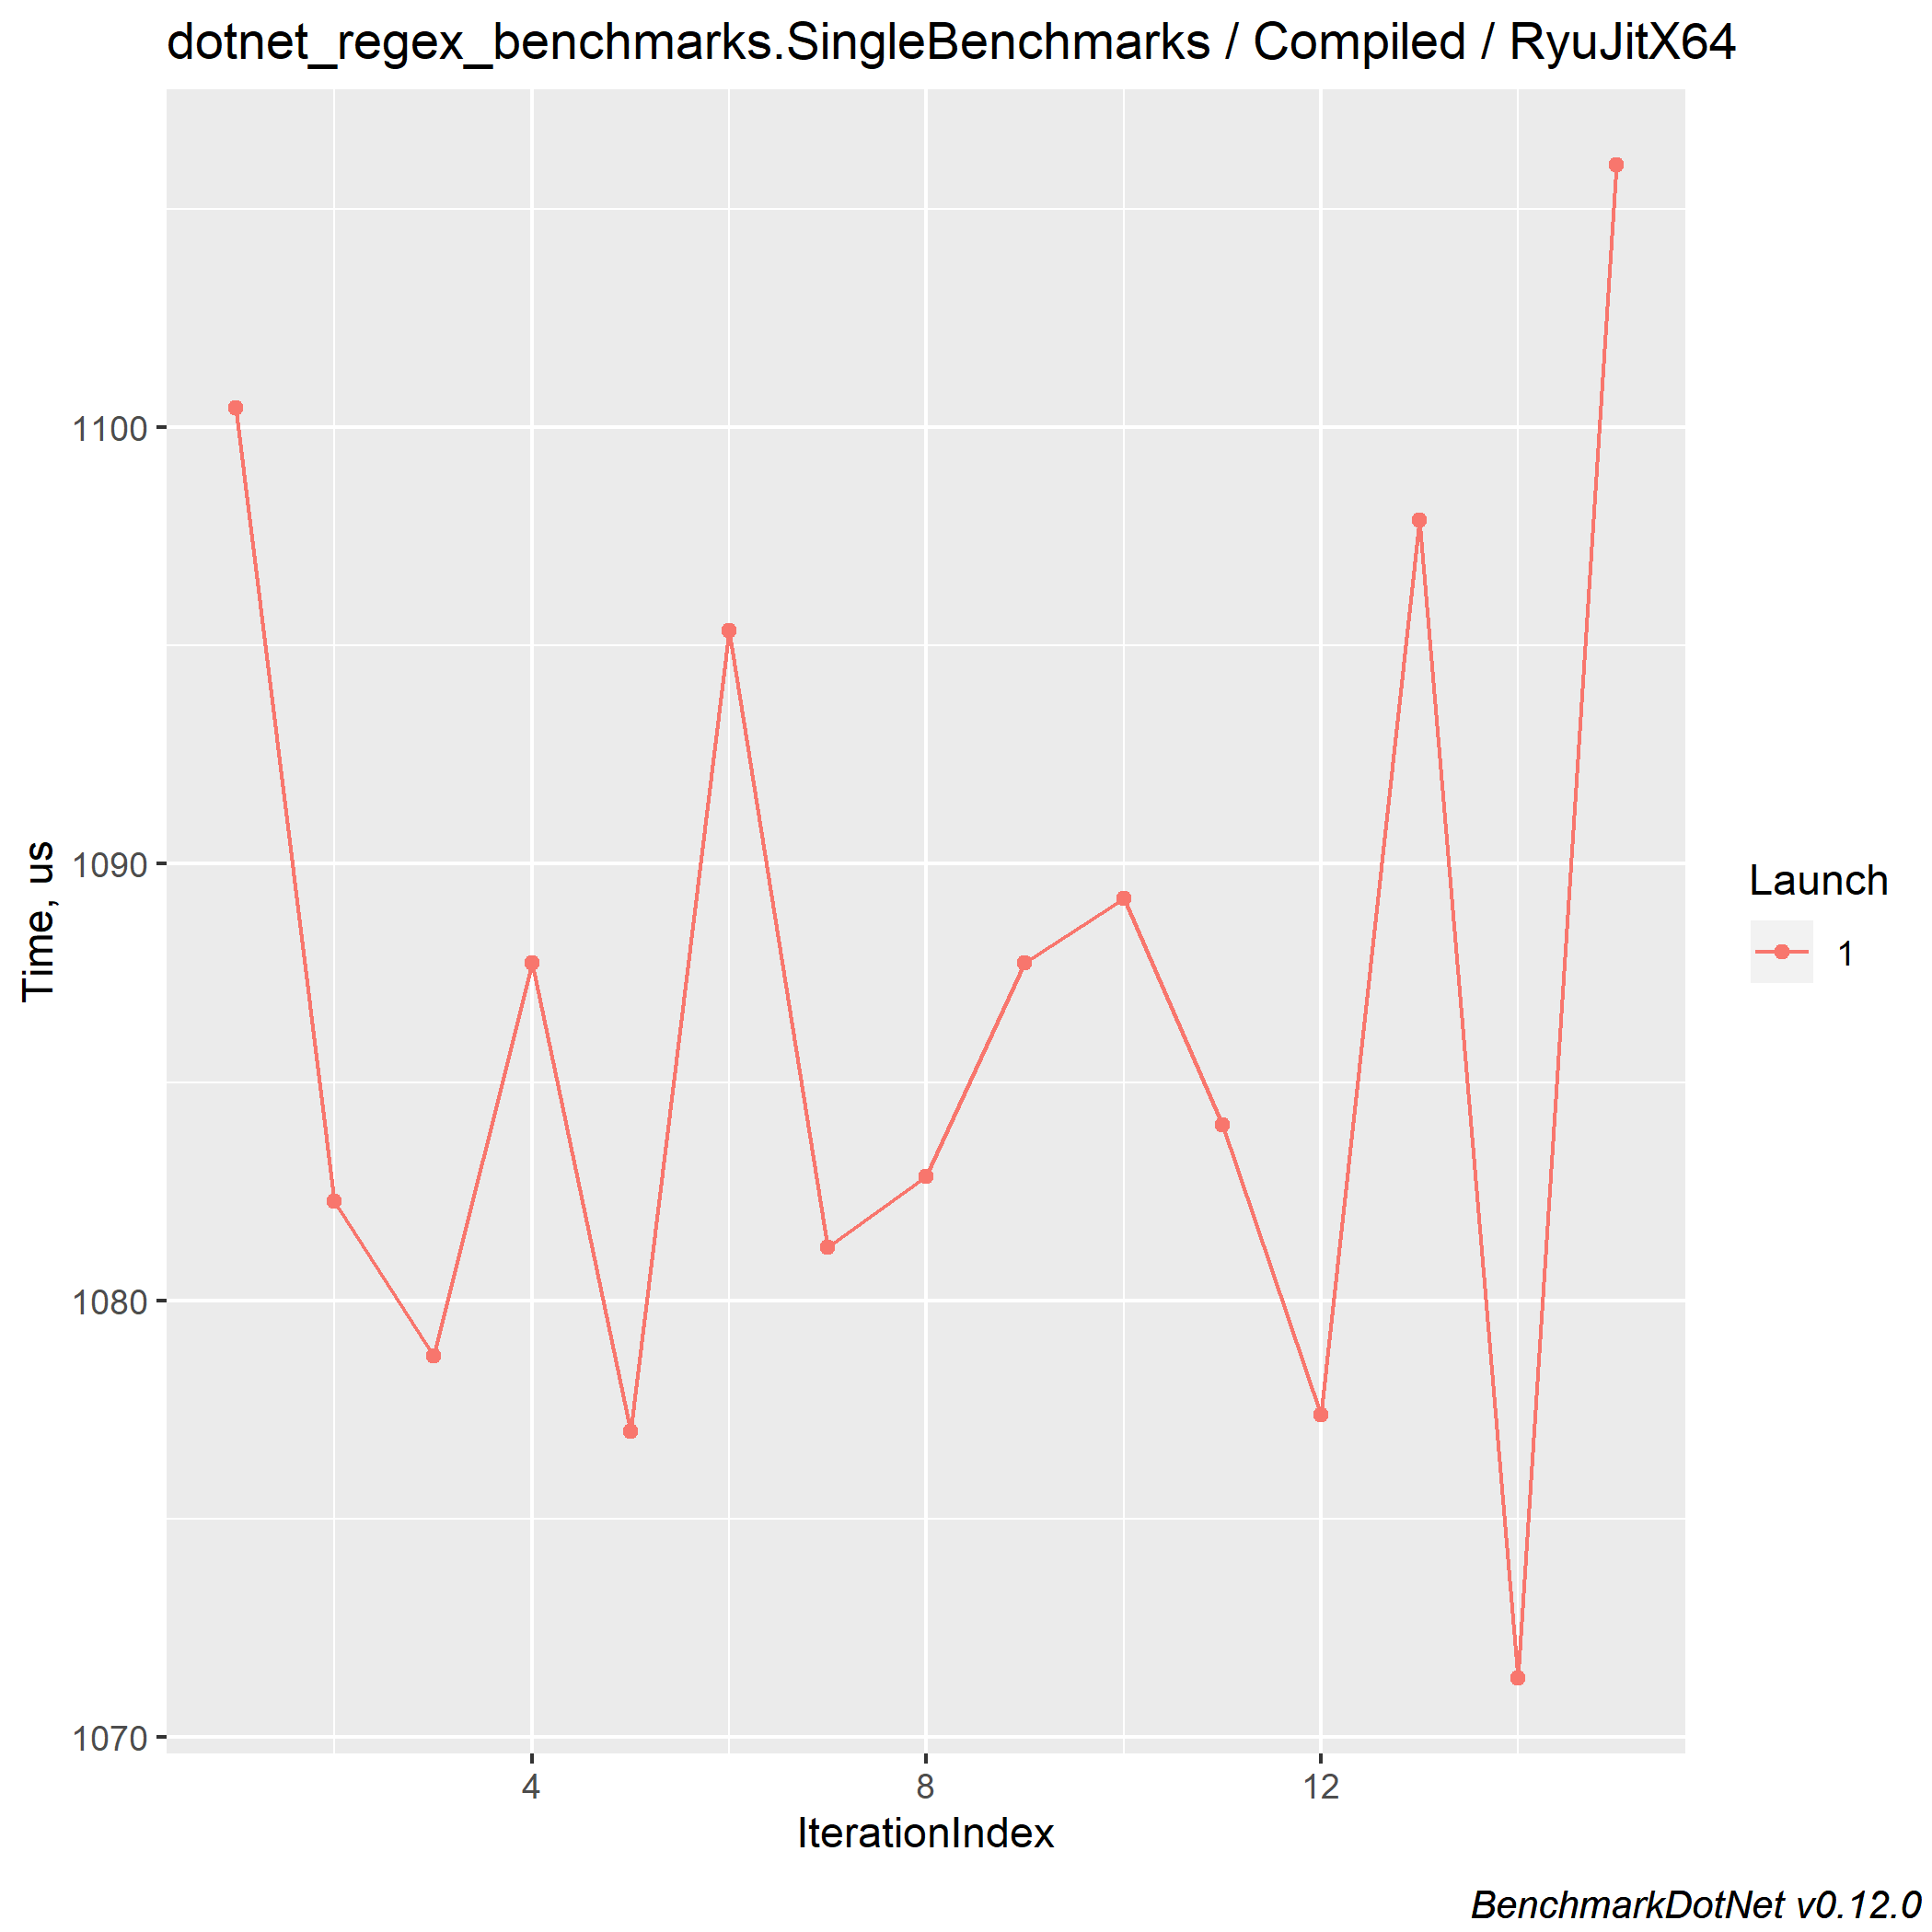 dotnet_regex_benchmarks.SingleBenchmarks / Compiled / RyuJitX64
Time, us
1100
1090
1080
1070
4 8 12
IterationIndex
Launch
1
BenchmarkDotNet v0.12.0